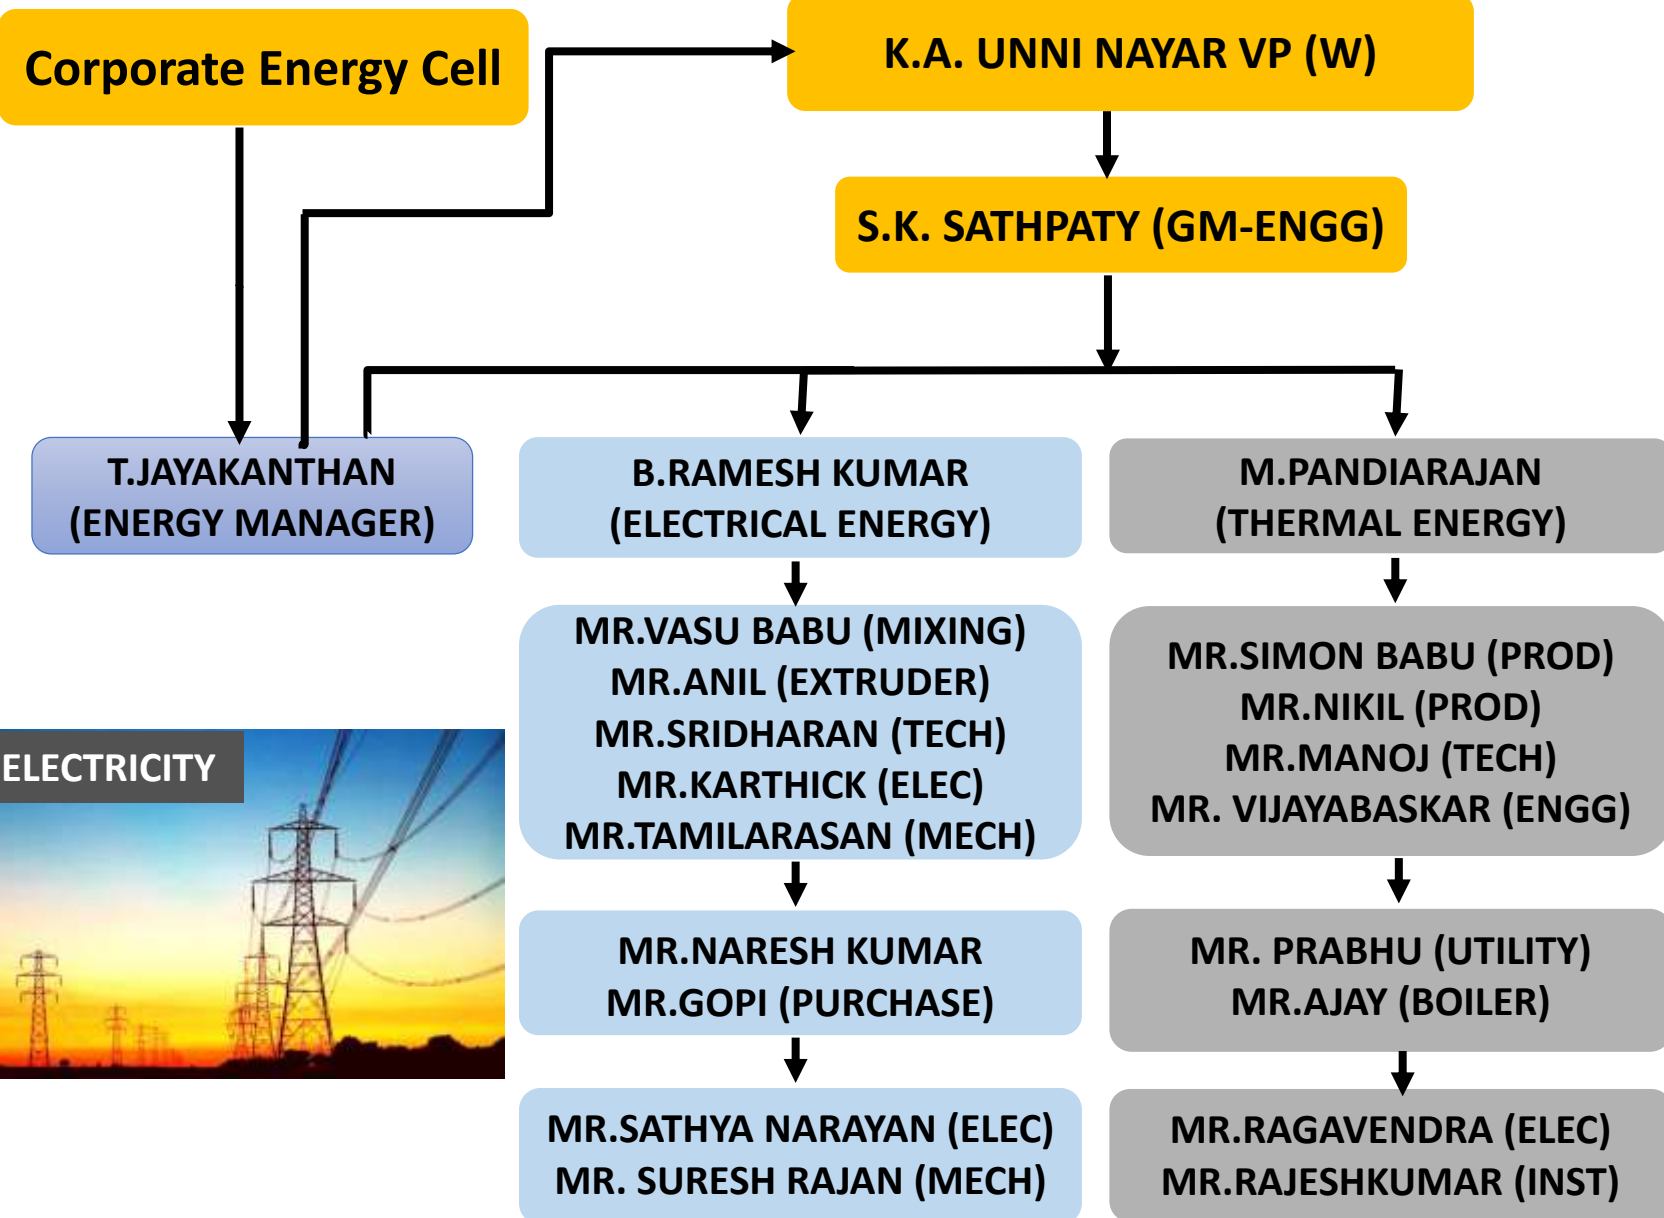 Corporate Energy Cell
K.A. UNNI NAYAR VP (W)
S.K. SATHPATY (GM-ENGG)
T.JAYAKANTHAN
(ENERGY MANAGER)
B.RAMESH KUMAR
(ELECTRICAL ENERGY)
M.PANDIARAJAN
(THERMAL ENERGY)
MR.VASU BABU (MIXING)
MR.ANIL (EXTRUDER)
MR.SRIDHARAN (TECH)
MR.KARTHICK (ELEC)
MR.TAMILARASAN (MECH)
MR.SIMON BABU (PROD)
MR.NIKIL (PROD)
MR.MANOJ (TECH)
MR. VIJAYABASKAR (ENGG)
ELECTRICITY
MR.NARESH KUMAR
MR.GOPI (PURCHASE)
MR. PRABHU (UTILITY)
MR.AJAY (BOILER)
MR.SATHYA NARAYAN (ELEC)
MR. SURESH RAJAN (MECH)
MR.RAGAVENDRA (ELEC)
MR.RAJESHKUMAR (INST)